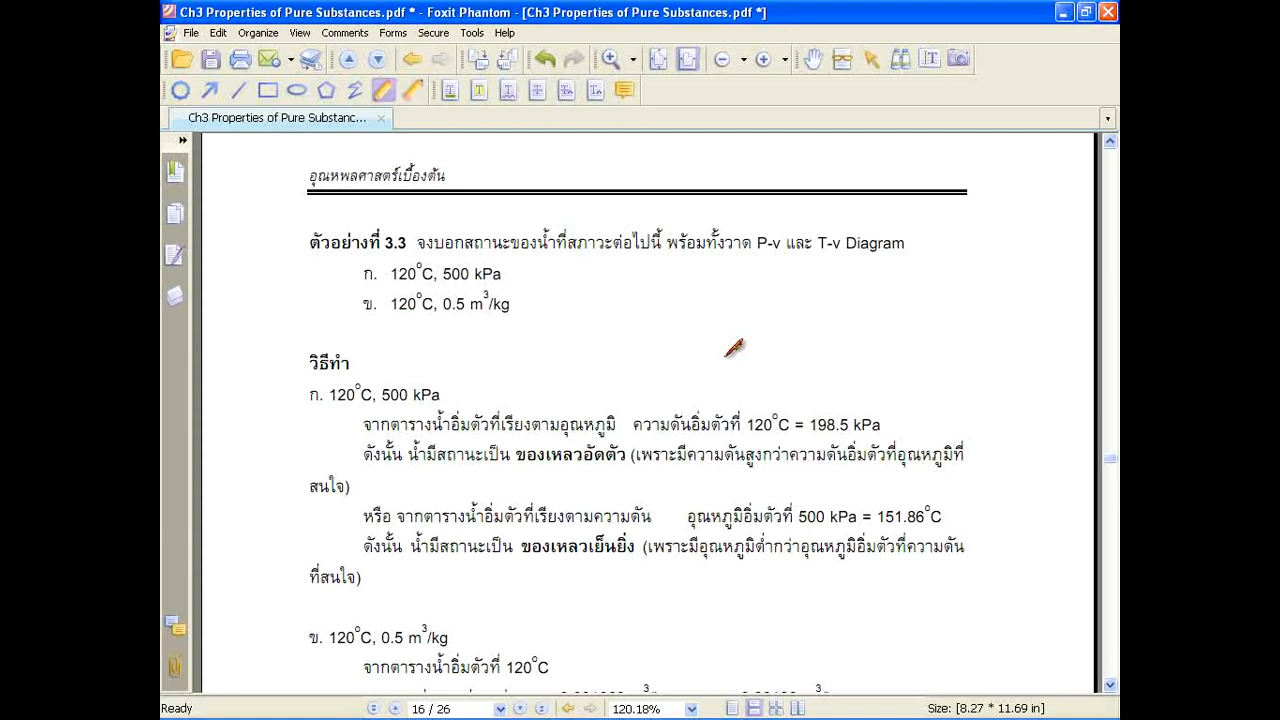 Ch3 Properties of Pure Substances.pdf * - Foxit Phantom - [Ch3 Properties of Pure Substances.pdf *]
File Edit Organize View Comments Forms Secure Tools Help
Ch3 Properties of Pure Substanc...
อุณหพลศาสตร์เบื้องต้น
ตัวอย่างที่ 3.3 จงบอกสถานะของน้ำที่สภาวะต่อไปนี้ พร้อมทั้งวาด P-v และ T-v Diagram
ก. 120°C, 500 kPa
ข. 120°C, 0.5 m³/kg
วิธีทำ
ก. 120°C, 500 kPa
จากตารางน้ำอิ่มตัวที่เรียงตามอุณหภูมิ ความดันอิ่มตัวที่ 120°C = 198.5 kPa
ดังนั้น น้ำมีสถานะเป็น ของเหลวอัดตัว (เพราะมีความดันสูงกว่าความดันอิ่มตัวที่อุณหภูมิที่
สนใจ)
หรือ จากตารางน้ำอิ่มตัวที่เรียงตามความดัน อุณหภูมิอิ่มตัวที่ 500 kPa = 151.86°C
ดังนั้น น้ำมีสถานะเป็น ของเหลวเย็นยิ่ง (เพราะมีอุณหภูมิต่ำกว่าอุณหภูมิอิ่มตัวที่ความดัน
ที่สนใจ)
ข. 120°C, 0.5 m³/kg
จากตารางน้ำอิ่มตัวที่ 120°C
Ready 16 / 26 120.18% Size: [8.27 * 11.69 in]